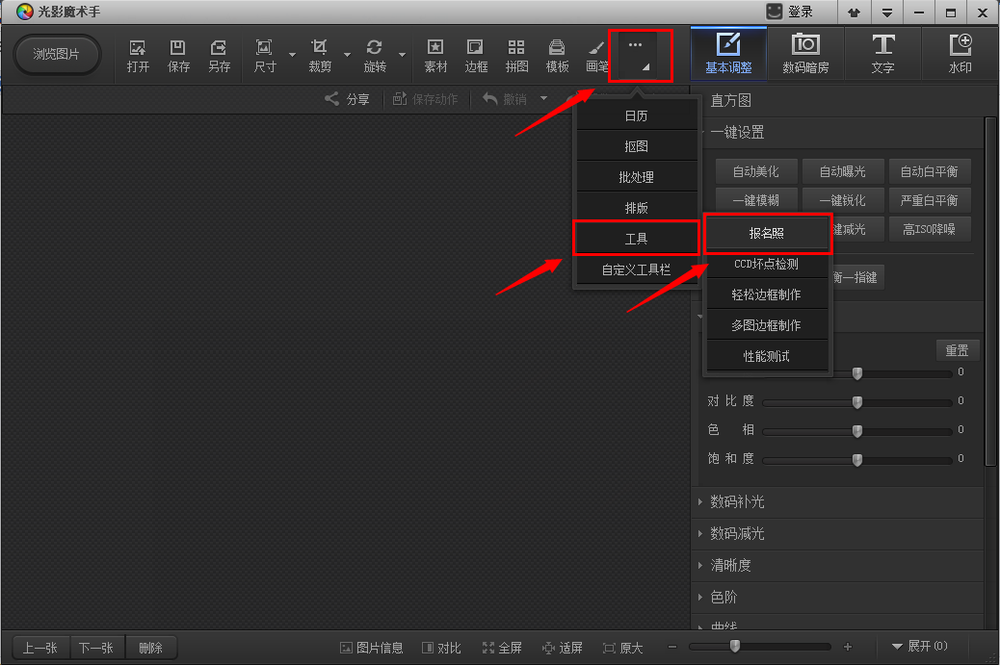 光影魔术手
登录
浏览图片
打开
保存
另存
尺寸
裁剪
旋转
素材
边框
拼图
模板
画笔
基本调整
数码暗房
文字
水印
分享
保存动作
撤销
日历
抠图
批处理
排版
工具
自定义工具栏
报名照
CCD坏点检测
轻松边框制作
多图边框制作
性能测试
直方图
一键设置
自动美化
自动曝光
自动白平衡
一键模糊
一键锐化
严重白平衡
键减光
高ISO降噪
衡一指键
重置
0
对比度
0
色相
0
饱和度
0
数码补光
数码减光
清晰度
色阶
曲线
上一张
下一张
删除
图片信息
对比
全屏
适屏
原大
展开(0)